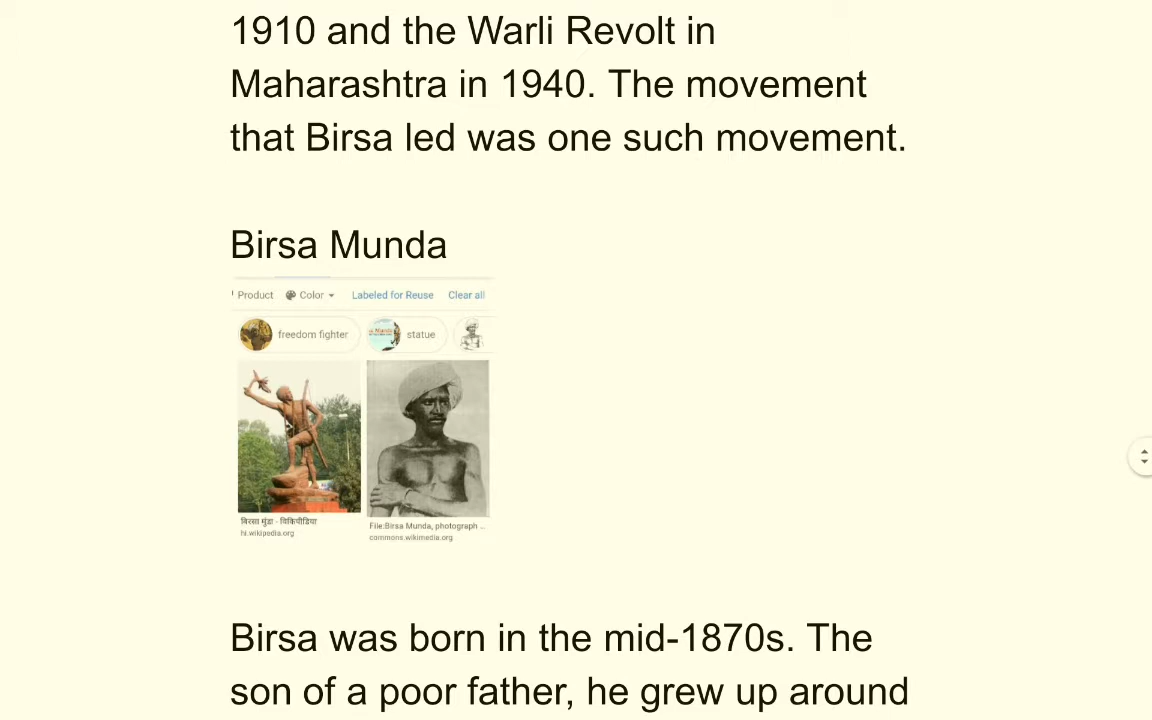 1910 and the Warli Revolt in
Maharashtra in 1940. The movement
that Birsa led was one such movement.
Birsa Munda
Product Color Labeled for Reuse Clear all
freedom fighter statue
बिरसा मुंडा - विकिपीडिया
hi.wikipedia.org
File:Birsa Munda, photograph ...
commons.wikimedia.org
Birsa was born in the mid-1870s. The
son of a poor father, he grew up around